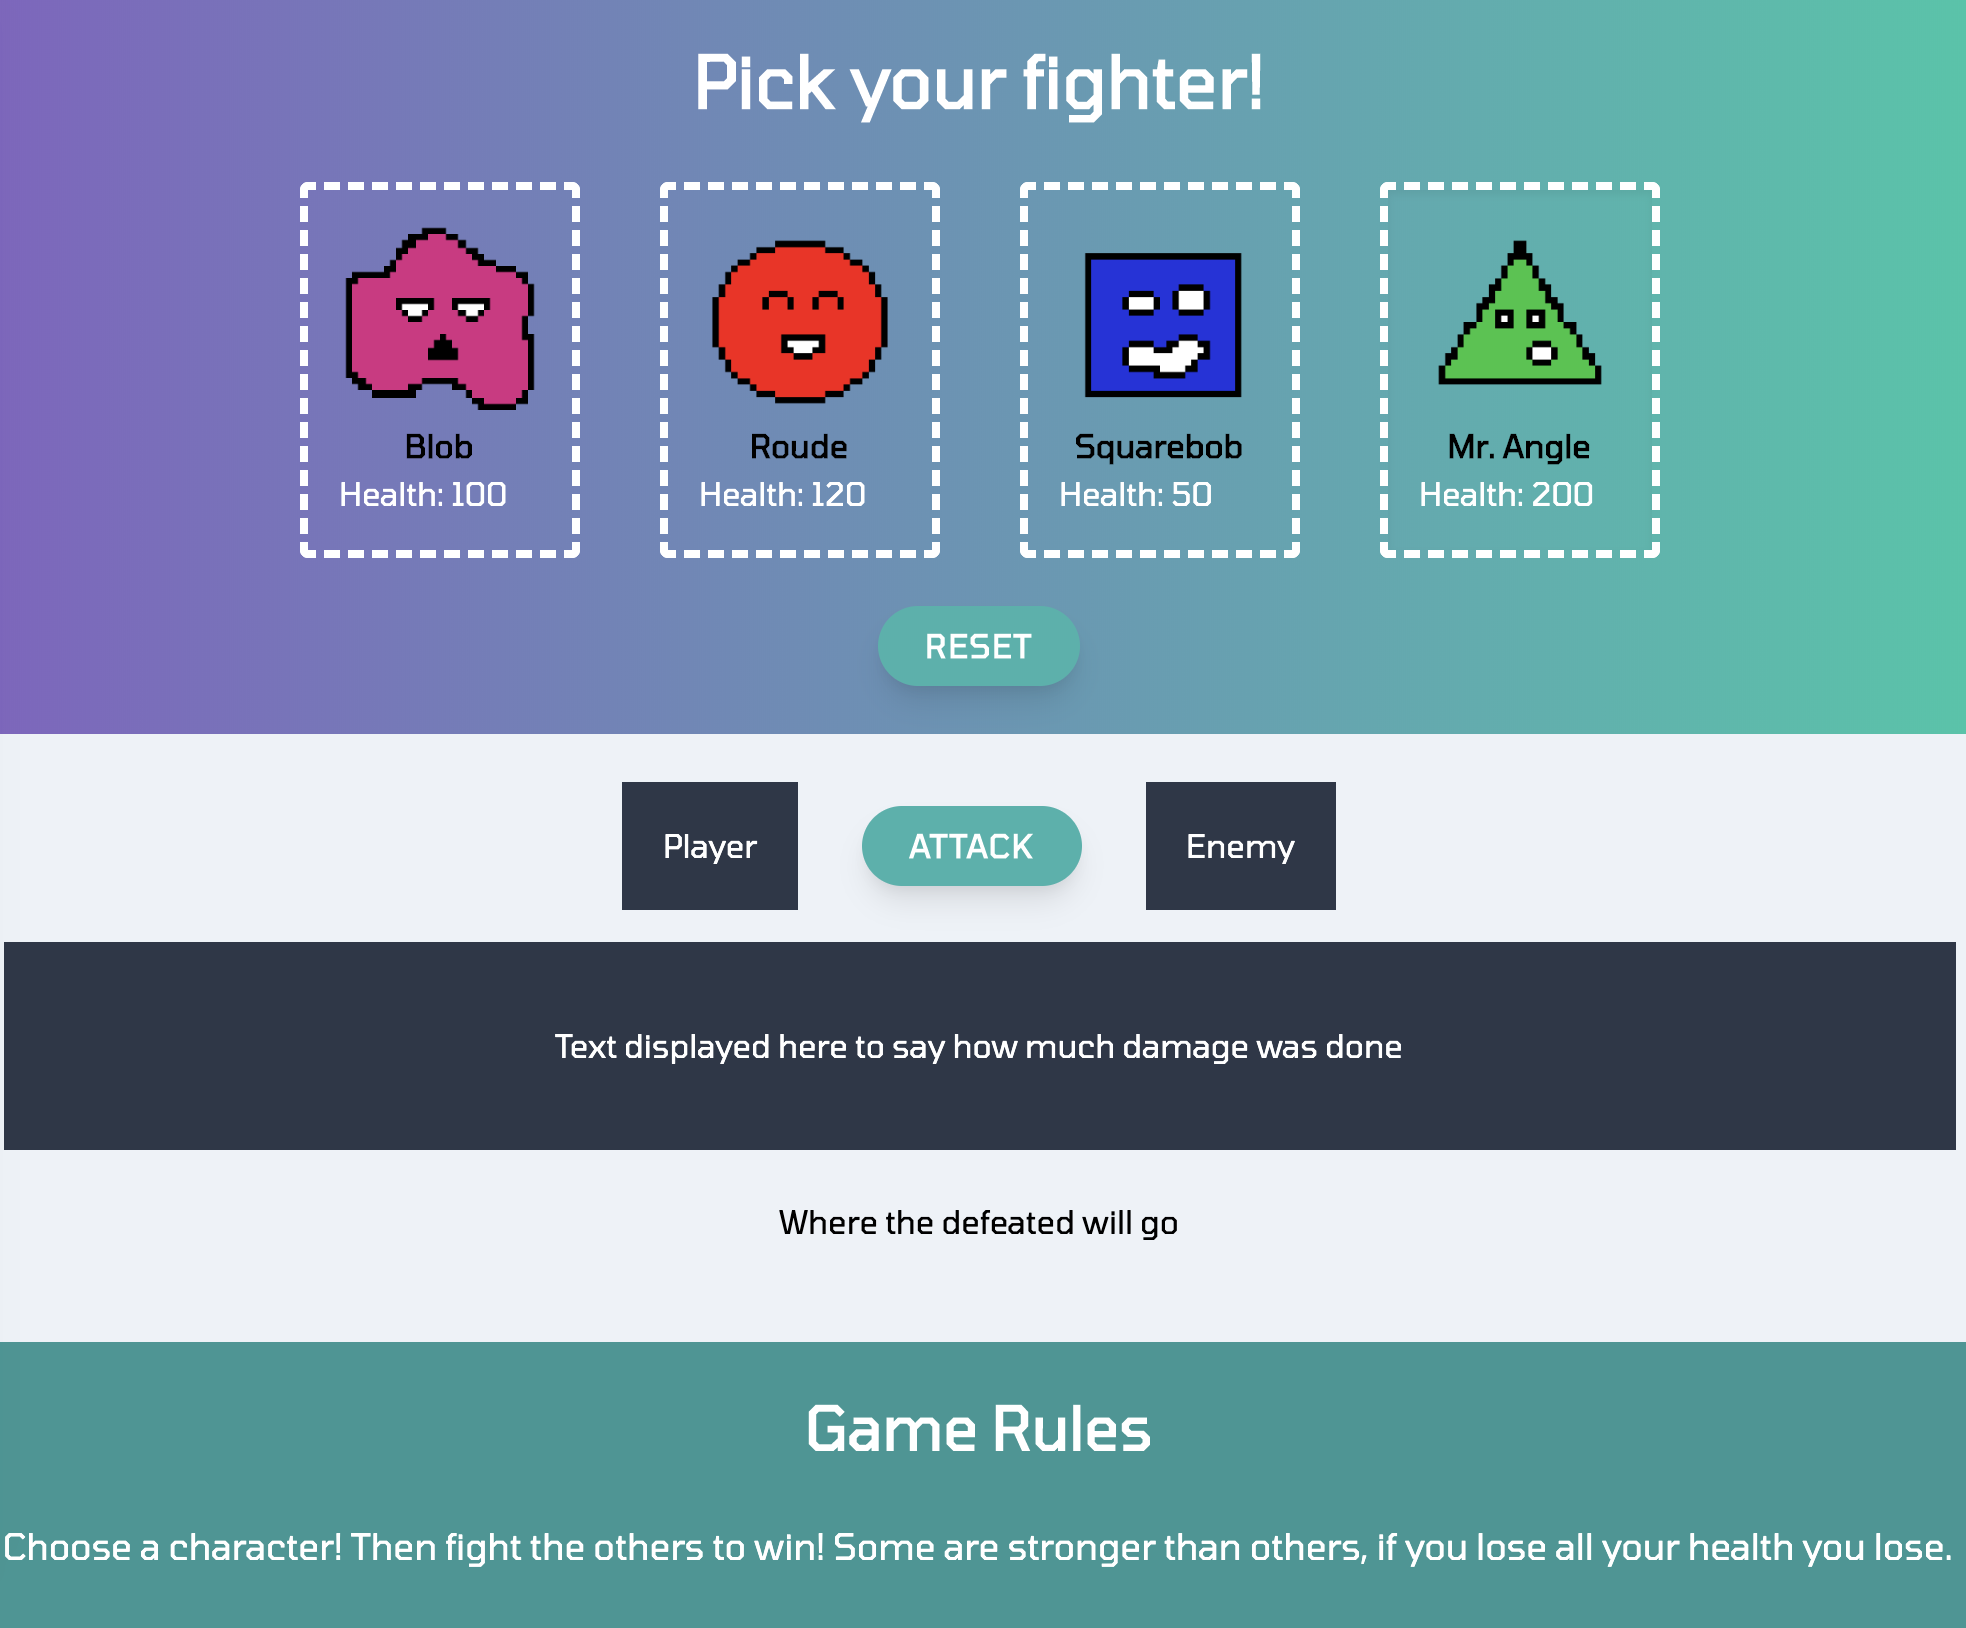 Pick your fighter!
Blob
Health: 100
Roude
Health: 120
Squarebob
Health: 50
Mr. Angle
Health: 200
RESET
Player
ATTACK
Enemy
Text displayed here to say how much damage was done
Where the defeated will go
Game Rules
Choose a character! Then fight the others to win! Some are stronger than others, if you lose all your health you lose.